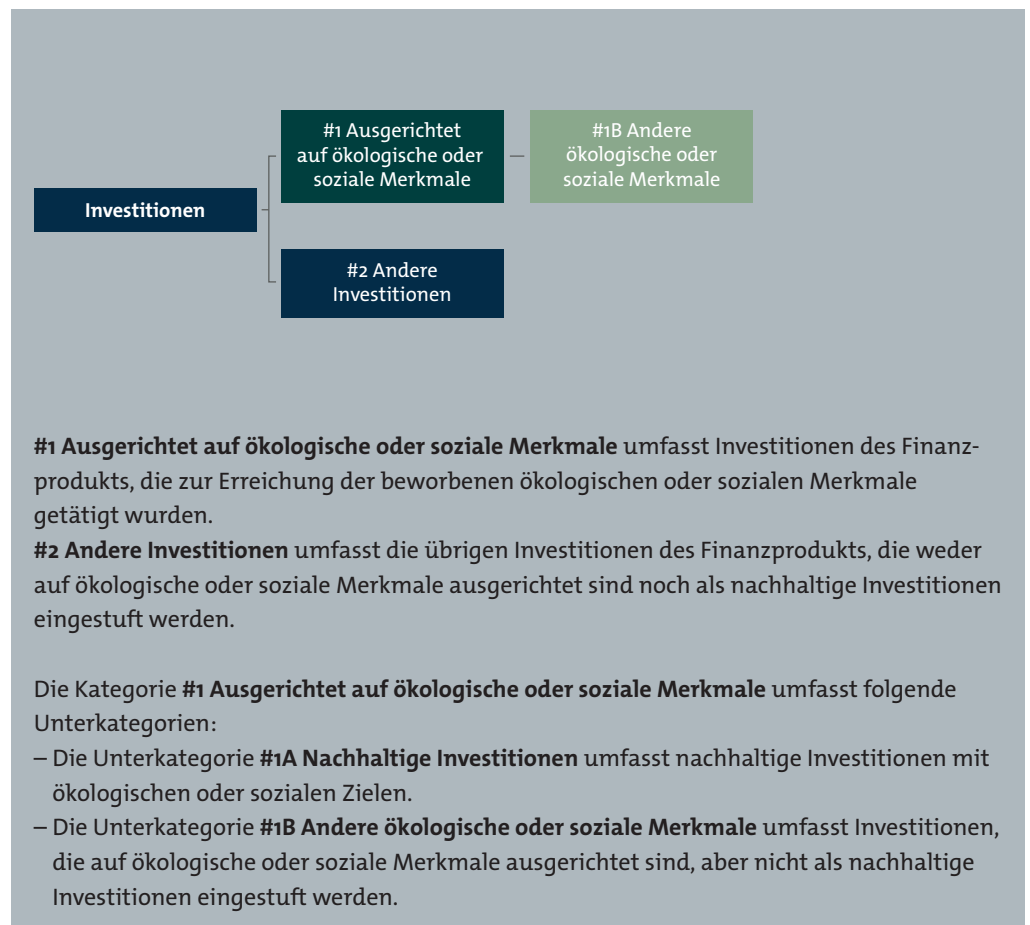 #1 Ausgerichtet
auf ökologische oder
soziale Merkmale
#1B Andere
ökologische oder
soziale Merkmale
Investitionen
#2 Andere
Investitionen
#1 Ausgerichtet auf ökologische oder soziale Merkmale umfasst Investitionen des Finanz-
produkts, die zur Erreichung der beworbenen ökologischen oder sozialen Merkmale
getätigt wurden.
#2 Andere Investitionen umfasst die übrigen Investitionen des Finanzprodukts, die weder
auf ökologische oder soziale Merkmale ausgerichtet sind noch als nachhaltige Investitionen
eingestuft werden.
Die Kategorie #1 Ausgerichtet auf ökologische oder soziale Merkmale umfasst folgende
Unterkategorien:
– Die Unterkategorie #1A Nachhaltige Investitionen umfasst nachhaltige Investitionen mit
ökologischen oder sozialen Zielen.
– Die Unterkategorie #1B Andere ökologische oder soziale Merkmale umfasst Investitionen,
die auf ökologische oder soziale Merkmale ausgerichtet sind, aber nicht als nachhaltige
Investitionen eingestuft werden.